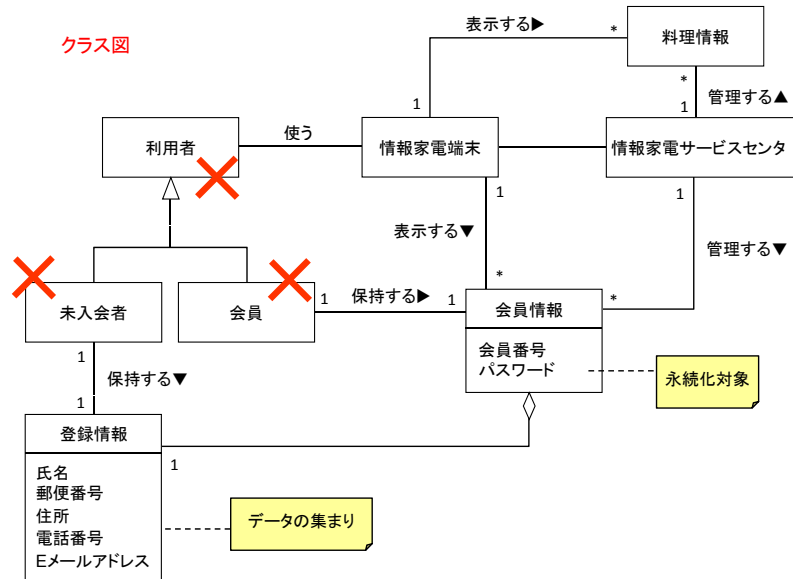 クラス図
表示する▶
*
料理情報
*
1
管理する▲
1
利用者
使う
情報家電端末
情報家電サービスセンタ
1
1
表示する▼
管理する▼
*
*
未入会者
会員
1
保持する▶
1
会員情報
会員番号
パスワード
永続化対象
1
保持する▼
1
登録情報
1
氏名
郵便番号
住所
電話番号
Eメールアドレス
データの集まり